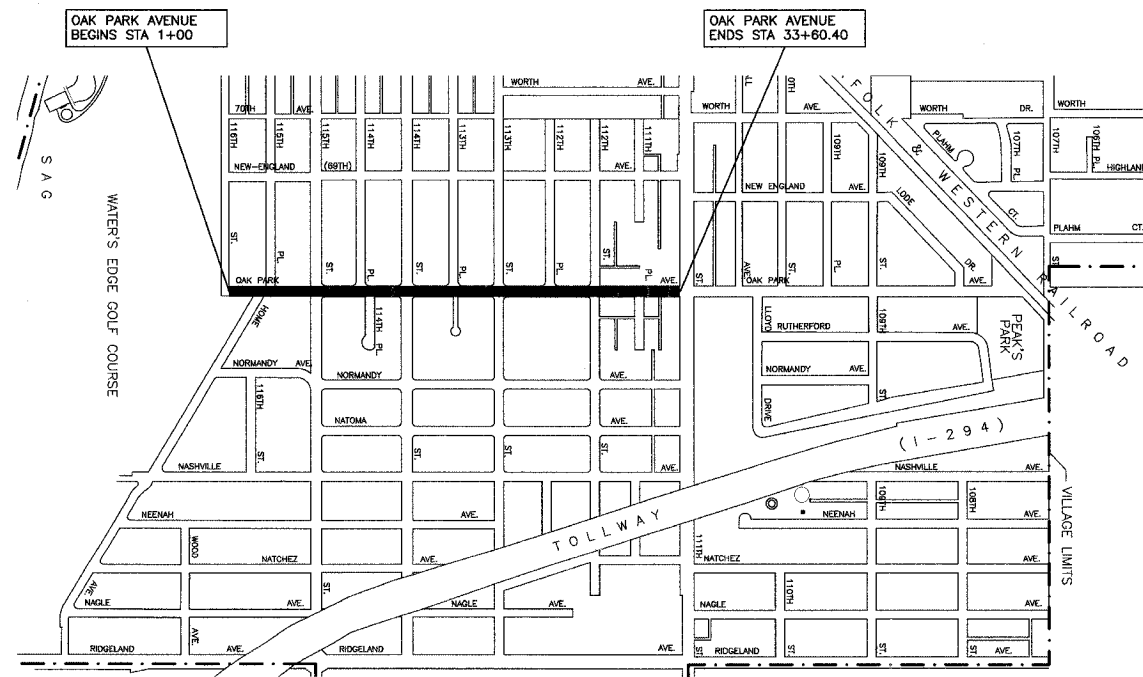 OAK PARK AVENUE
BEGINS STA 1+00
OAK PARK AVENUE
ENDS STA 33+60.40
WORTH AVE.
WORTH AVE.
WORTH DR.
WORTH
70TH AVE.
116TH
115TH
115TH
114TH
114TH
113TH
113TH
112TH
112TH
111TH
109TH
109TH
PLAHM
107TH PL.
107TH
106TH PL.
HIGHLAND
NEW-ENGLAND (69TH) AVE.
NEW ENGLAND AVE.
LODE DR.
CT.
PLAHM CT.
FOLK & WESTERN RAILROAD
SAG
WATER'S EDGE GOLF COURSE
ST.
PL.
ST.
PL.
ST.
PL.
ST.
PL.
ST.
PL.
ST.
AVE.
ST.
PL.
ST.
ST.
OAK PARK AVE.
OAK PARK AVE.
HOME
114TH PL.
LLOYD
RUTHERFORD AVE.
109TH
PEAK'S PARK
NORMANDY AVE.
NORMANDY AVE.
NORMANDY AVE.
116TH
NATOMA AVE.
DRIVE
ST.
ST.
ST.
ST.
ST.
ST.
(I-294)
NASHVILLE AVE.
NASHVILLE AVE.
VILLAGE LIMITS
NEENAH AVE.
NEENAH
108TH
TOLLWAY
WOOD
NATCHEZ AVE.
111TH
NATCHEZ AVE.
AVE.
ST.
110TH
NAGLE AVE.
NAGLE AVE.
NAGLE AVE.
AVE.
RIDGELAND AVE.
RIDGELAND AVE.
ST.
RIDGELAND
ST.
ST.
ST.
AVE.